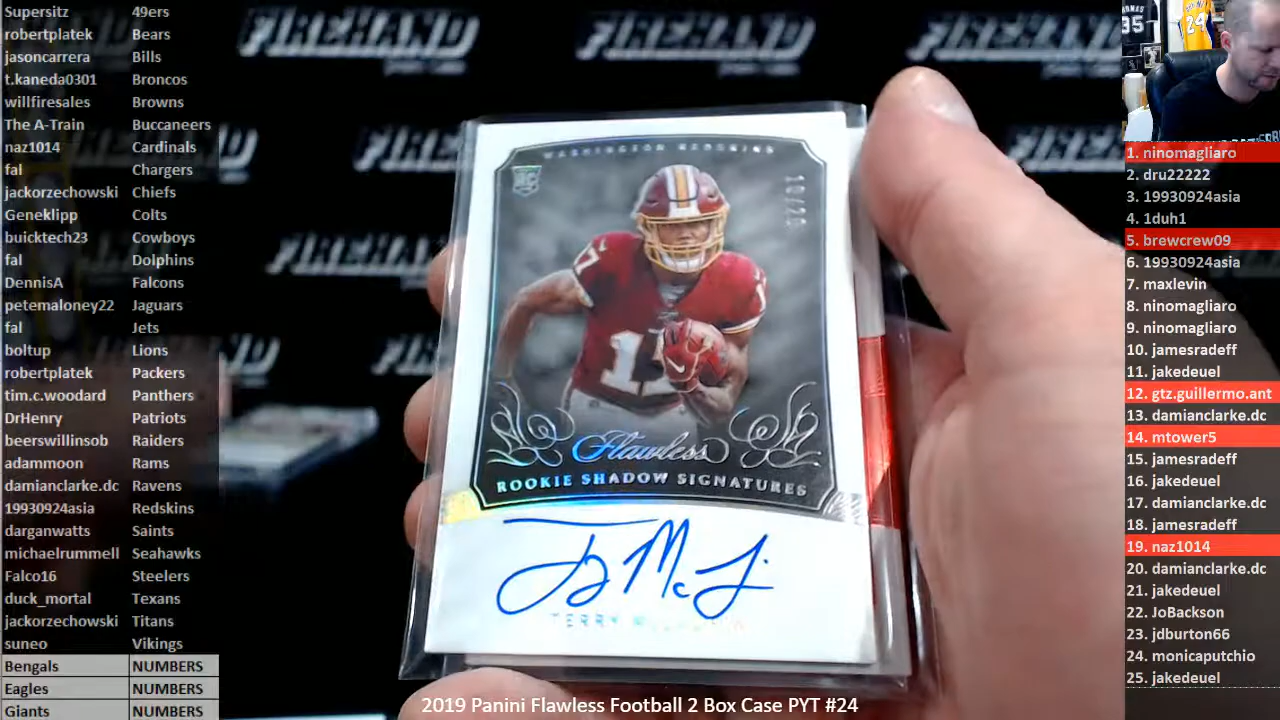 Supersitz 49ers
robertplatek Bears
jasoncarrera Bills
t.kaneda0301 Broncos
willfiresales Browns
The A-Train Buccaneers
naz1014 Cardinals
fal Chargers
jackorzechowski Chiefs
Geneklipp Colts
buicktech23 Cowboys
fal Dolphins
DennisA Falcons
petemaloney22 Jaguars
fal Jets
boltup Lions
robertplatek Packers
tim.c.woodard Panthers
DrHenry Patriots
beerswillinsob Raiders
adammoon Rams
damianclarke.dc Ravens
19930924asia Redskins
darganwatts Saints
michaelrummell Seahawks
Falco16 Steelers
duck_mortal Texans
jackorzechowski Titans
suneo Vikings
Bengals NUMBERS
Eagles NUMBERS
Giants NUMBERS
FIREHAND
FIREHAND
WASHINGTON REDSKINS
RC
17
17
Flawless
ROOKIE SHADOW SIGNATURES
TERRY
2019 Panini Flawless Football 2 Box Case PYT #24
35
24
1. ninomagliaro
2. dru22222
3. 19930924asia
4. 1duh1
5. brewcrew09
6. 19930924asia
7. maxlevin
8. ninomagliaro
9. ninomagliaro
10. jamesradeff
11. jakedeuel
12. gtz.guillermo.ant
13. damianclarke.dc
14. mtower5
15. jamesradeff
16. jakedeuel
17. damianclarke.dc
18. jamesradeff
19. naz1014
20. damianclarke.dc
21. jakedeuel
22. JoBackson
23. jdburton66
24. monicaputchio
25. jakedeuel